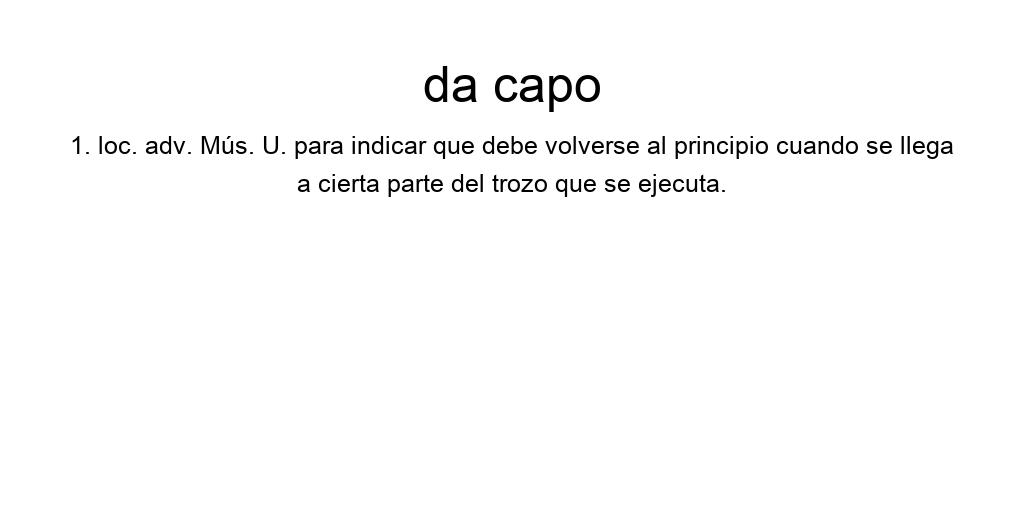 da capo
1. loc. adv. Mús. U. para indicar que debe volverse al principio cuando se llega
a cierta parte del trozo que se ejecuta.